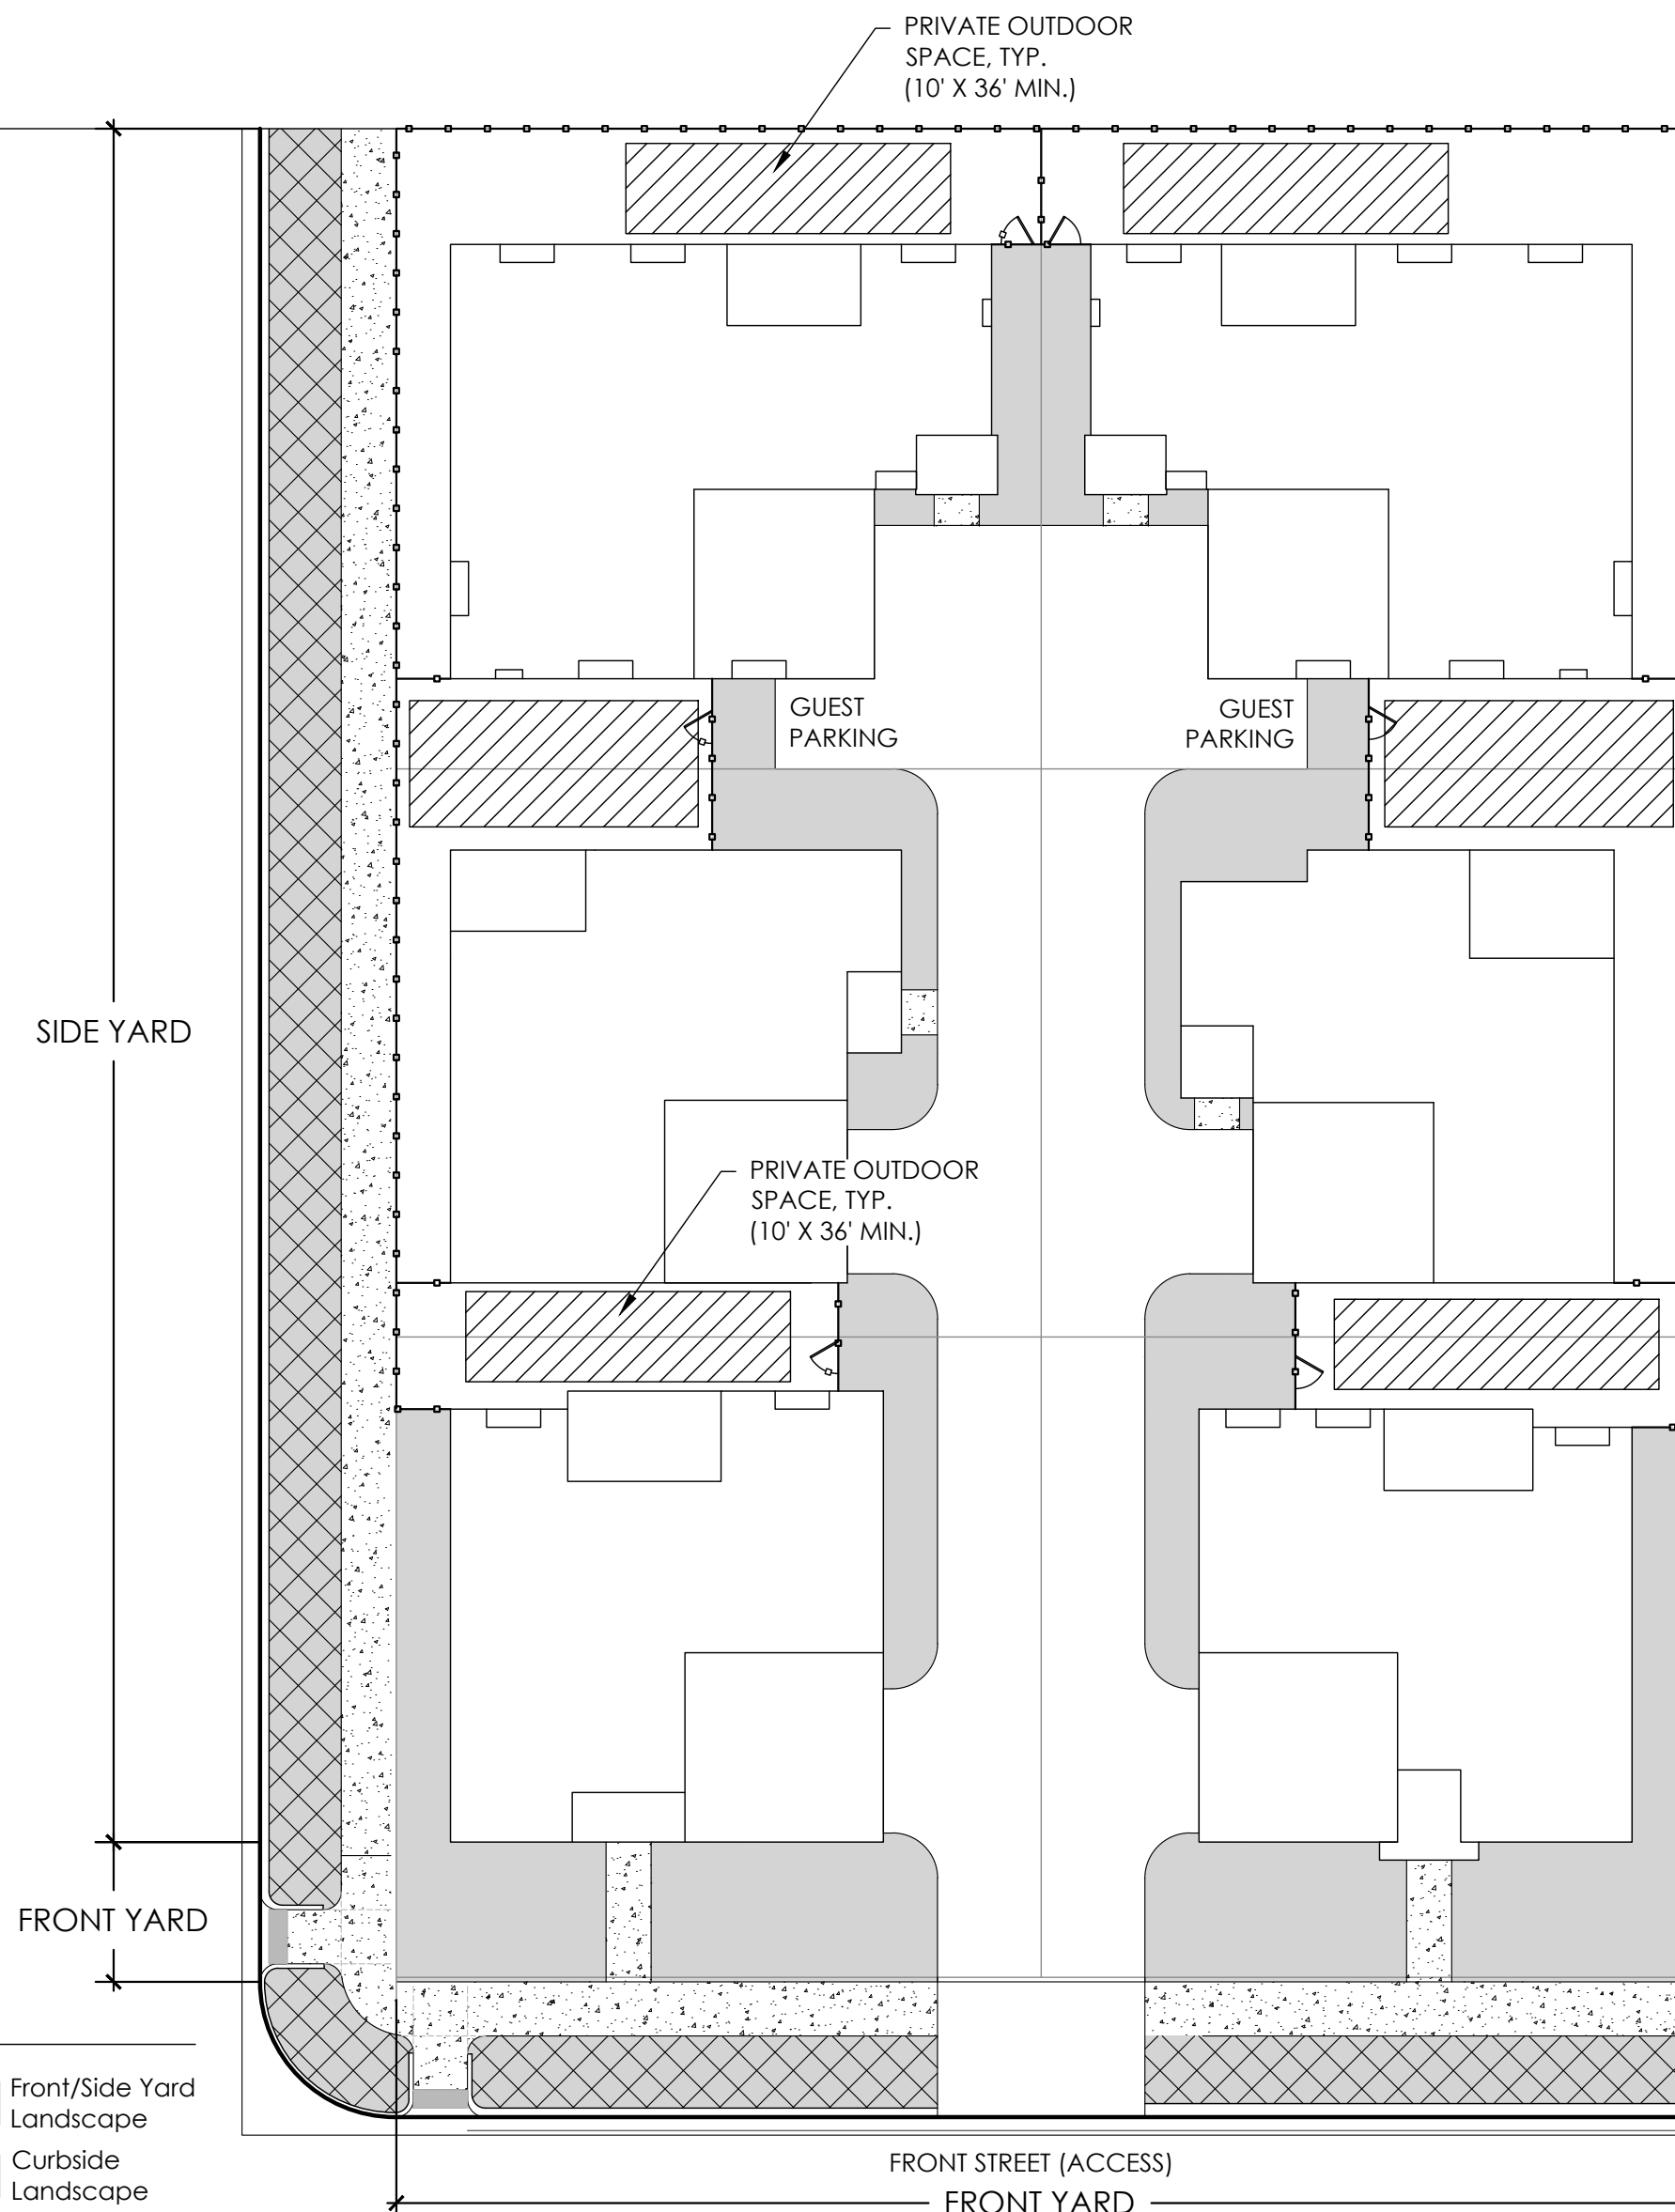 PRIVATE OUTDOOR
SPACE, TYP.
(10' X 36' MIN.)
GUEST
PARKING
GUEST
PARKING
SIDE YARD
PRIVATE OUTDOOR
SPACE, TYP.
(10' X 36' MIN.)
FRONT YARD
Front/Side Yard
Landscape
Curbside
Landscape
FRONT STREET (ACCESS)
FRONT YARD